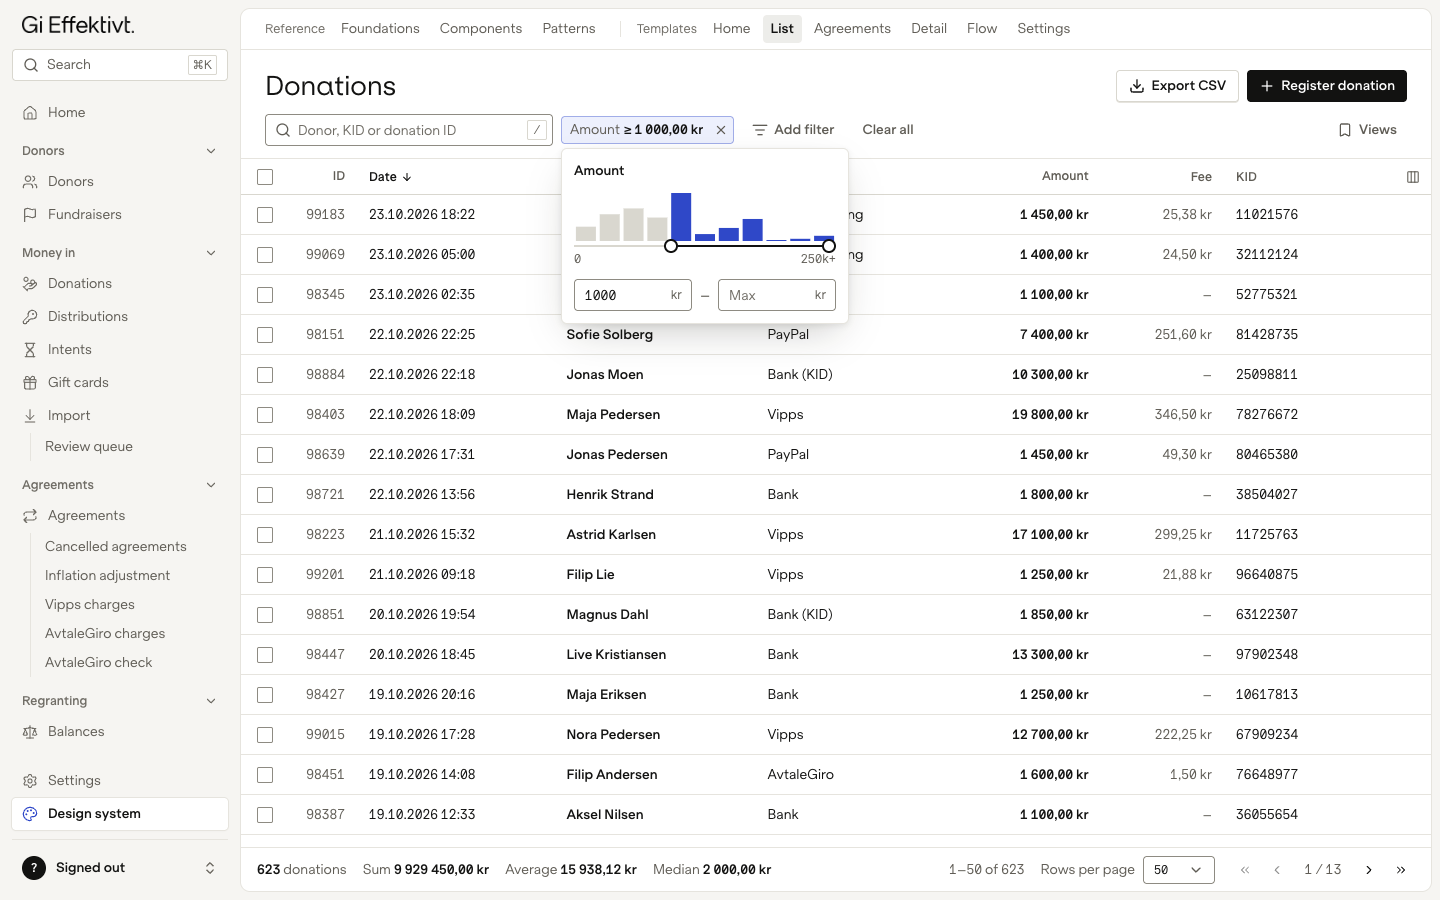 Gi Effektivt.
Search ⌘K
Home
Donors
Donors
Fundraisers
Money in
Donations
Distributions
Intents
Gift cards
Import
Review queue
Agreements
Agreements
Cancelled agreements
Inflation adjustment
Vipps charges
AvtaleGiro charges
AvtaleGiro check
Regranting
Balances
Settings
Design system
? Signed out
Reference Foundations Components Patterns Templates Home List Agreements Detail Flow Settings
Donations
Export CSV
+ Register donation
Donor, KID or donation ID /
Amount ≥ 1 000,00 kr ×
Add filter
Clear all
Views
Amount
0 250k+
1000 kr – Max kr
ID Date ↓ Amount Fee KID
99183 23.10.2026 18:22 ng 1 450,00 kr 25,38 kr 11021576
99069 23.10.2026 05:00 ng 1 400,00 kr 24,50 kr 32112124
98345 23.10.2026 02:35 1 100,00 kr – 52775321
98151 22.10.2026 22:25 Sofie Solberg PayPal 7 400,00 kr 251,60 kr 81428735
98884 22.10.2026 22:18 Jonas Moen Bank (KID) 10 300,00 kr – 25098811
98403 22.10.2026 18:09 Maja Pedersen Vipps 19 800,00 kr 346,50 kr 78276672
98639 22.10.2026 17:31 Jonas Pedersen PayPal 1 450,00 kr 49,30 kr 80465380
98721 22.10.2026 13:56 Henrik Strand Bank 1 800,00 kr – 38504027
98223 21.10.2026 15:32 Astrid Karlsen Vipps 17 100,00 kr 299,25 kr 11725763
99201 21.10.2026 09:18 Filip Lie Vipps 1 250,00 kr 21,88 kr 96640875
98851 20.10.2026 19:54 Magnus Dahl Bank (KID) 1 850,00 kr – 63122307
98447 20.10.2026 18:45 Live Kristiansen Bank 13 300,00 kr – 97902348
98427 19.10.2026 20:16 Maja Eriksen Bank 1 250,00 kr – 10617813
99015 19.10.2026 17:28 Nora Pedersen Vipps 12 700,00 kr 222,25 kr 67909234
98451 19.10.2026 14:08 Filip Andersen AvtaleGiro 1 600,00 kr 1,50 kr 76648977
98387 19.10.2026 12:33 Aksel Nilsen Bank 1 100,00 kr – 36055654
623 donations Sum 9 929 450,00 kr Average 15 938,12 kr Median 2 000,00 kr 1–50 of 623 Rows per page 50 « ‹ 1 / 13 › »